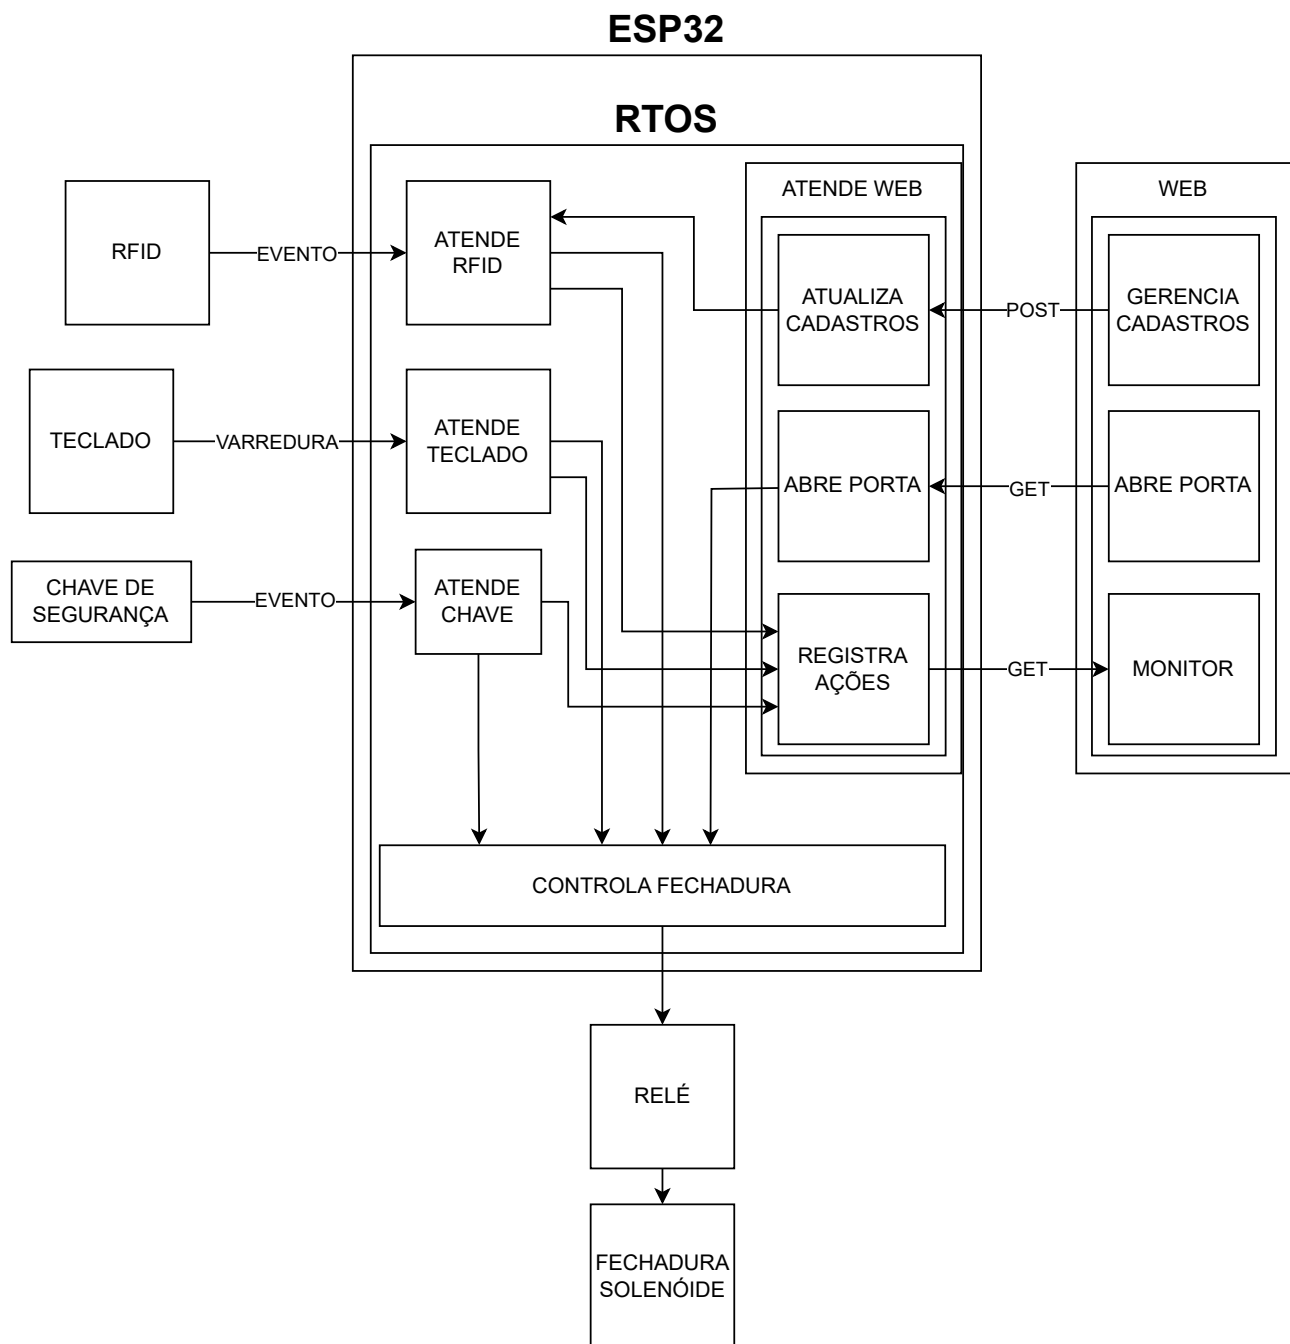 ESP32
RTOS
ATENDE WEB
WEB
RFID
EVENTO
ATENDE
RFID
ATUALIZA
CADASTROS
POST
GERENCIA
CADASTROS
TECLADO
VARREDURA
ATENDE
TECLADO
ABRE PORTA
GET
ABRE PORTA
CHAVE DE
SEGURANÇA
EVENTO
ATENDE
CHAVE
REGISTRA
AÇÕES
GET
MONITOR
CONTROLA FECHADURA
RELÉ
FECHADURA
SOLENÓIDE